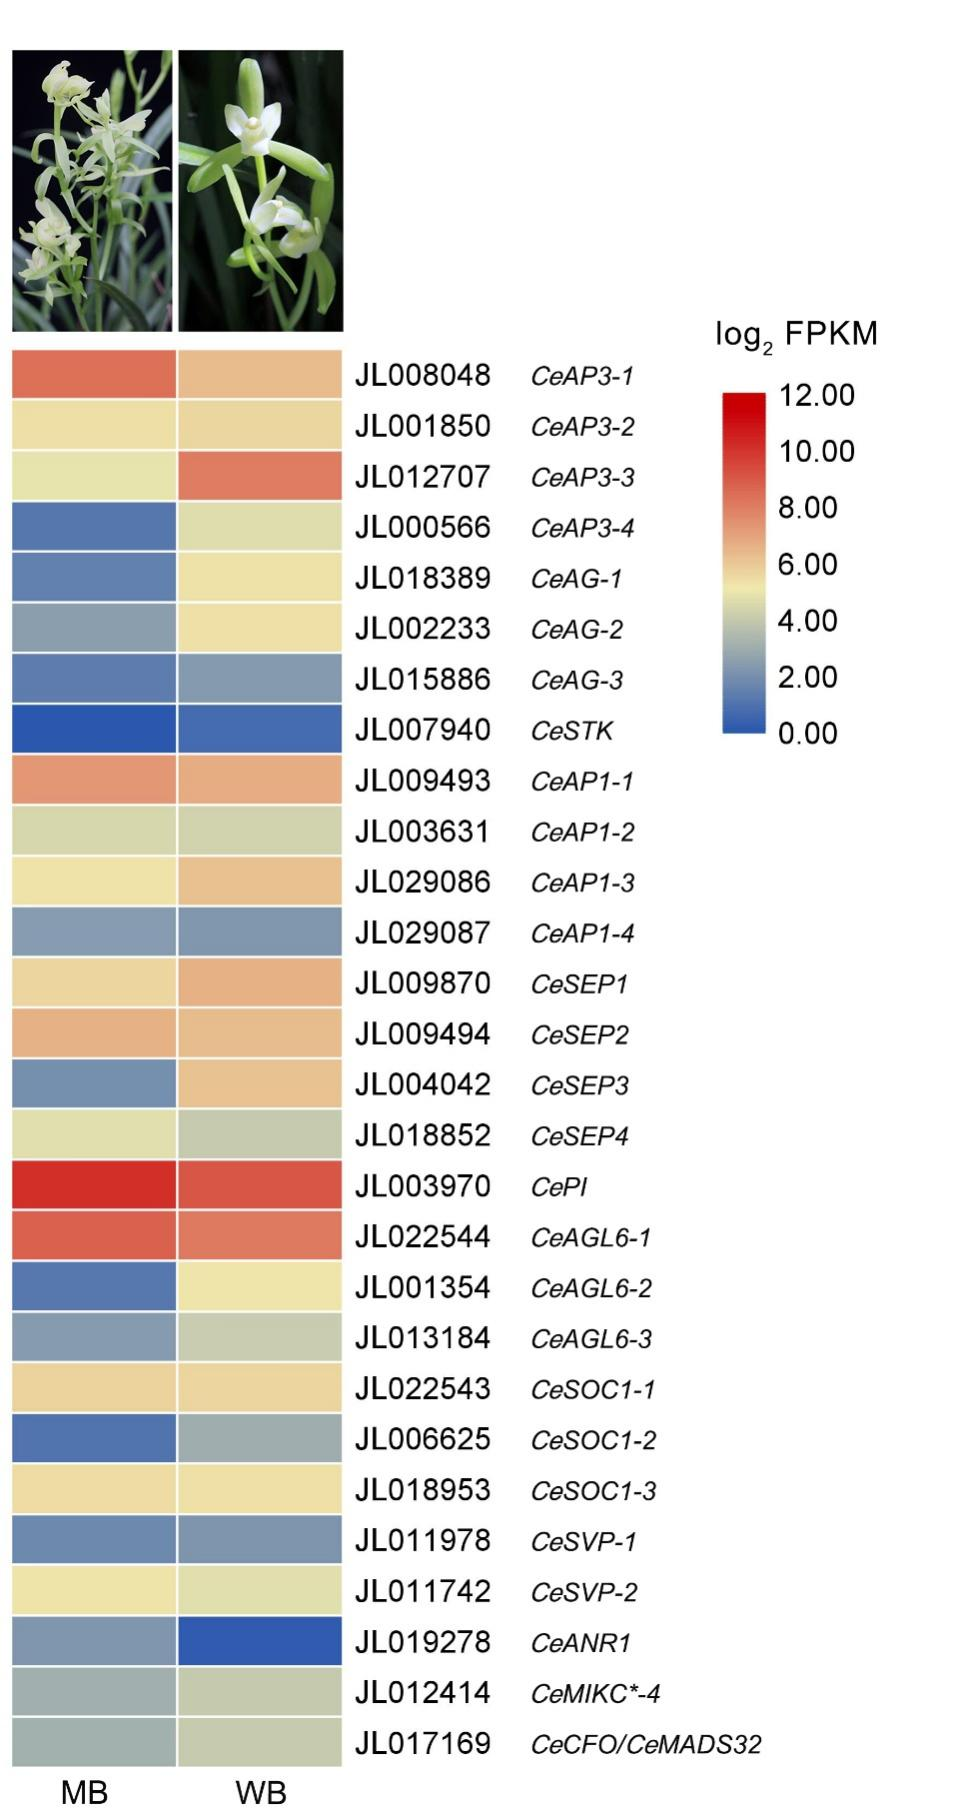 log2 FPKM
12.00
10.00
8.00
6.00
4.00
2.00
0.00
JL008048 CeAP3-1
JL001850 CeAP3-2
JL012707 CeAP3-3
JL000566 CeAP3-4
JL018389 CeAG-1
JL002233 CeAG-2
JL015886 CeAG-3
JL007940 CeSTK
JL009493 CeAP1-1
JL003631 CeAP1-2
JL029086 CeAP1-3
JL029087 CeAP1-4
JL009870 CeSEP1
JL009494 CeSEP2
JL004042 CeSEP3
JL018852 CeSEP4
JL003970 CePI
JL022544 CeAGL6-1
JL001354 CeAGL6-2
JL013184 CeAGL6-3
JL022543 CeSOC1-1
JL006625 CeSOC1-2
JL018953 CeSOC1-3
JL011978 CeSVP-1
JL011742 CeSVP-2
JL019278 CeANR1
JL012414 CeMIKC*-4
JL017169 CeCFO/CeMADS32
MB WB